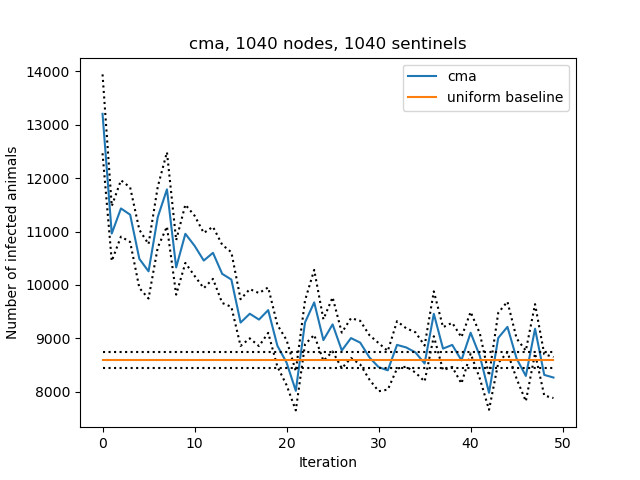 cma, 1040 nodes, 1040 sentinels
cma
uniform baseline
Number of infected animals
14000
13000
12000
11000
10000
9000
8000
0 10 20 30 40 50
Iteration